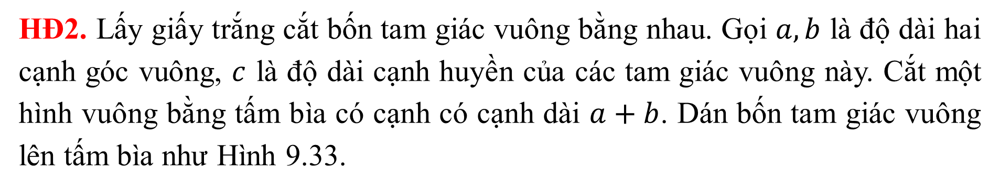 HĐ2. Lấy giấy trắng cắt bốn tam giác vuông bằng nhau. Gọi a, b là độ dài hai
cạnh góc vuông, c là độ dài cạnh huyền của các tam giác vuông này. Cắt một
hình vuông bằng tấm bìa có cạnh có cạnh dài a + b. Dán bốn tam giác vuông
lên tấm bìa như Hình 9.33.